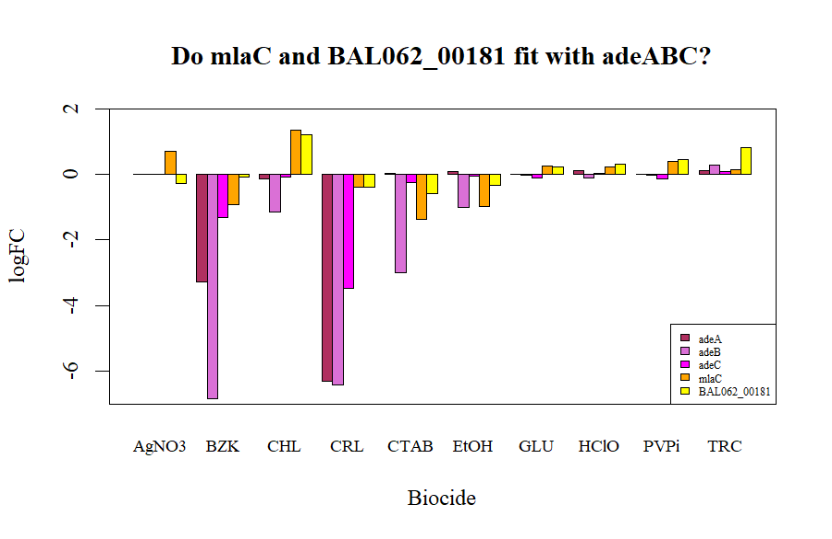 Do mlaC and BAL062_00181 fit with adeABC?
2
0
-2
-4
-6
logFC
adeA
adeB
adeC
mlaC
BAL062_00181
AgNO3 BZK CHL CRL CTAB EtOH GLU HClO PVPi TRC
Biocide